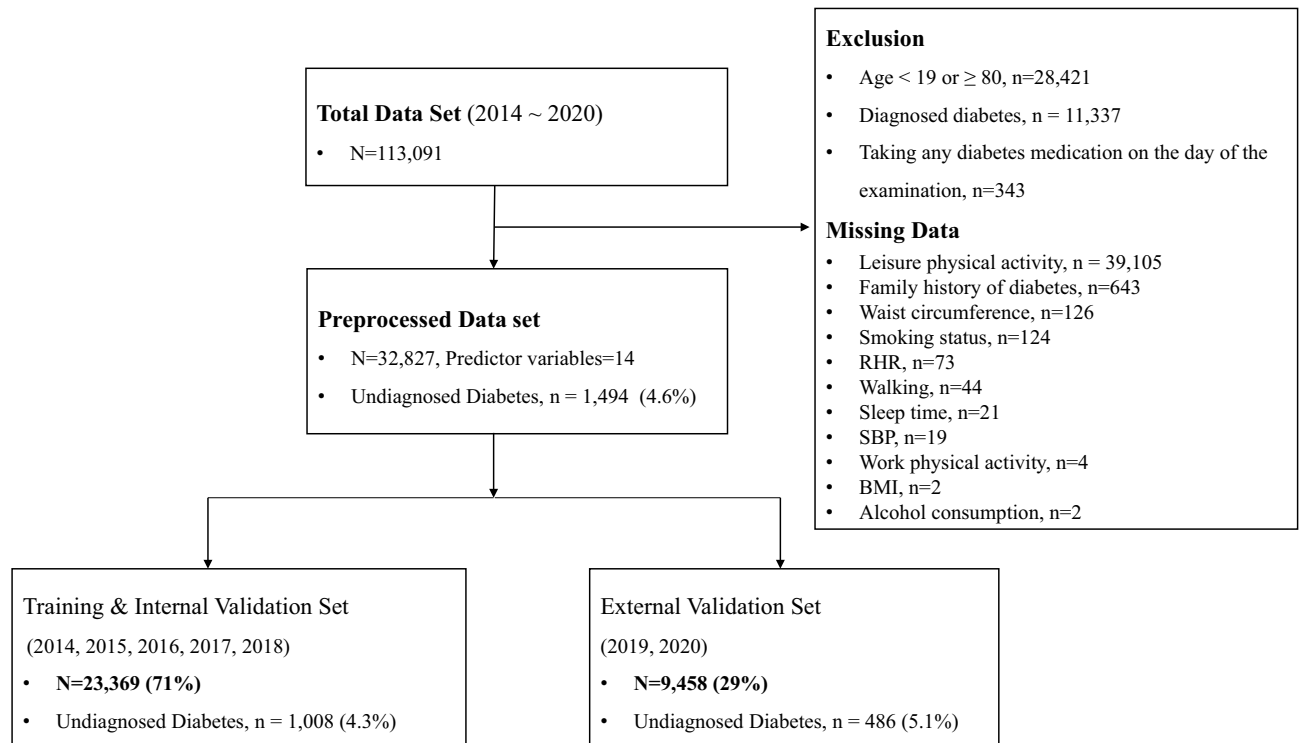 Total Data Set (2014 ~ 2020)
• N=113,091
Exclusion
• Age < 19 or ≥ 80, n=28,421
• Diagnosed diabetes, n = 11,337
• Taking any diabetes medication on the day of the
examination, n=343
Missing Data
• Leisure physical activity, n = 39,105
• Family history of diabetes, n=643
• Waist circumference, n=126
• Smoking status, n=124
• RHR, n=73
• Walking, n=44
• Sleep time, n=21
• SBP, n=19
• Work physical activity, n=4
• BMI, n=2
• Alcohol consumption, n=2
Preprocessed Data set
• N=32,827, Predictor variables=14
• Undiagnosed Diabetes, n = 1,494 (4.6%)
Training & Internal Validation Set
(2014, 2015, 2016, 2017, 2018)
• N=23,369 (71%)
• Undiagnosed Diabetes, n = 1,008 (4.3%)
External Validation Set
(2019, 2020)
• N=9,458 (29%)
• Undiagnosed Diabetes, n = 486 (5.1%)